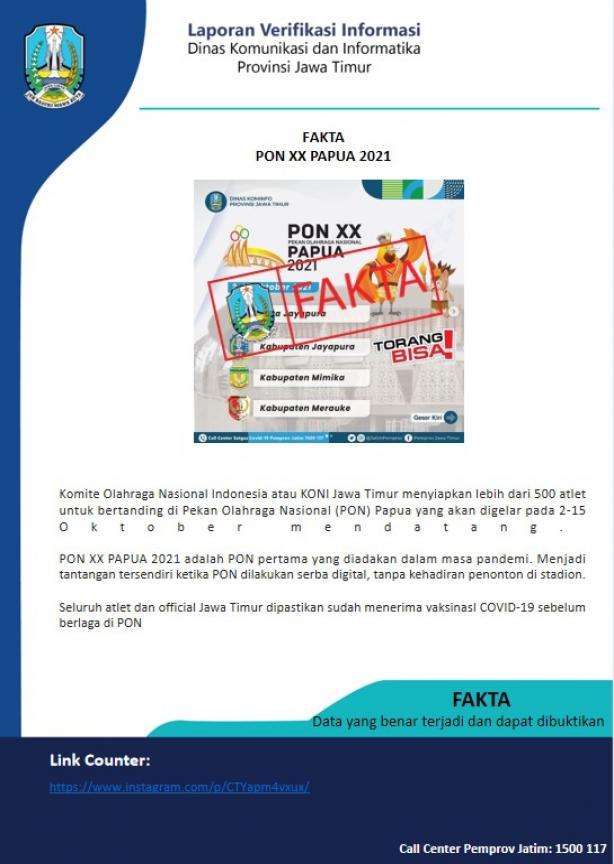 Laporan Verifikasi Informasi
Dinas Komunikasi dan Informatika
Provinsi Jawa Timur
FAKTA
PON XX PAPUA 2021
DINAS KOMINFO
PROVINSI JAWA TIMUR
PON XX
PEKAN OLAHRAGA NASIONAL
PAPUA
2021
FAKTA
Jayapura
Kabupaten Jayapura
TORANG
BISA!
Kabupaten Mimika
Kabupaten Merauke
Geser Kiri
Call Center Satgas Covid-19 Pemprov Jatim 1500 117
@JatimPemprov
Pemprov Jawa Timur
Komite Olahraga Nasional Indonesia atau KONI Jawa Timur menyiapkan lebih dari 500 atlet
untuk bertanding di Pekan Olahraga Nasional (PON) Papua yang akan digelar pada 2-15
Oktober mendatang.
PON XX PAPUA 2021 adalah PON pertama yang diadakan dalam masa pandemi. Menjadi
tantangan tersendiri ketika PON dilakukan serba digital, tanpa kehadiran penonton di stadion.
Seluruh atlet dan official Jawa Timur dipastikan sudah menerima vaksinasI COVID-19 sebelum
berlaga di PON
FAKTA
Data yang benar terjadi dan dapat dibuktikan
Link Counter:
https://www.instagram.com/p/CTYapm4vxux/
Call Center Pemprov Jatim: 1500 117